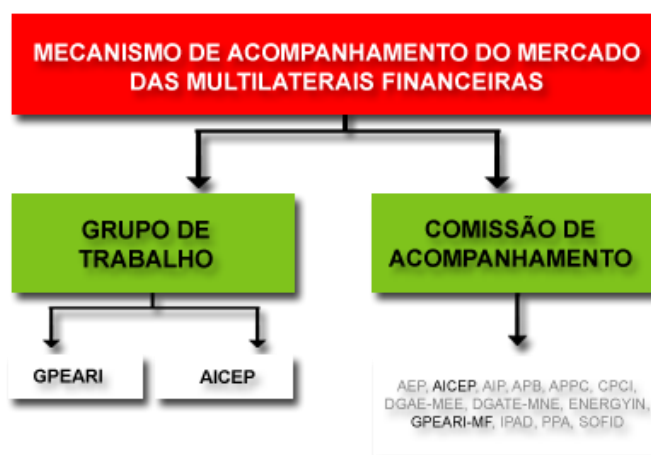 MECANISMO DE ACOMPANHAMENTO DO MERCADO
DAS MULTILATERAIS FINANCEIRAS
GRUPO DE
TRABALHO
COMISSÃO DE
ACOMPANHAMENTO
GPEARI
AICEP
AEP, AICEP, AIP, APB, APPC, CPCI,
DGAE-MEE, DGATE-MNE, ENERGYIN,
GPEARI-MF, IPAD, PPA, SOFID